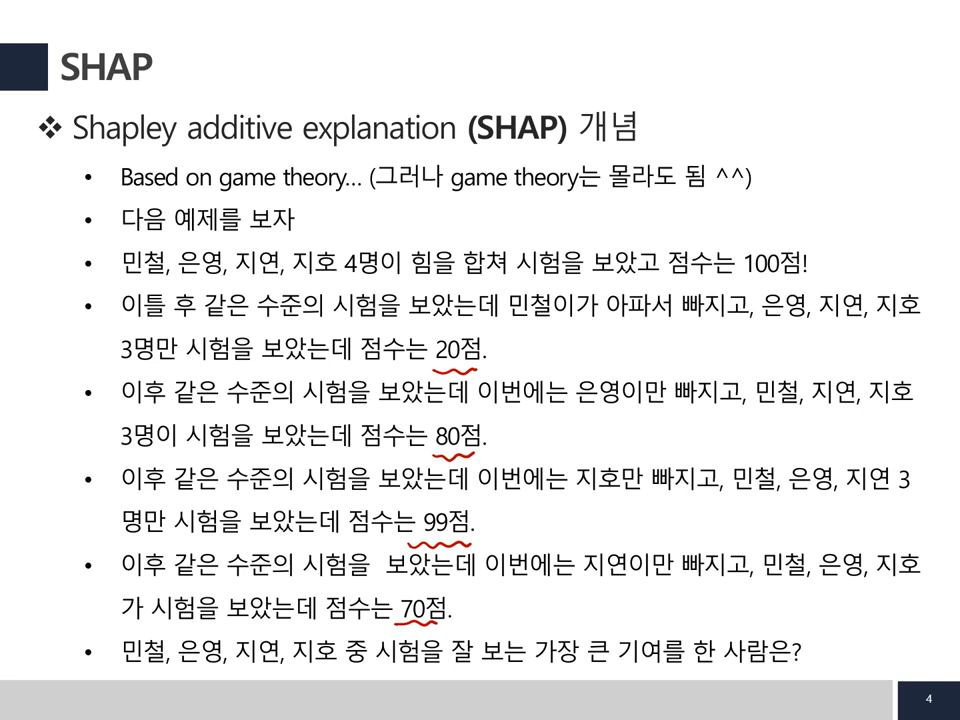 SHAP
❖ Shapley additive explanation (SHAP) 개념
• Based on game theory... (그러나 game theory는 몰라도 됨 ^^)
• 다음 예제를 보자
• 민철, 은영, 지연, 지호 4명이 힘을 합쳐 시험을 보았고 점수는 100점!
• 이틀 후 같은 수준의 시험을 보았는데 민철이가 아파서 빠지고, 은영, 지연, 지호
3명만 시험을 보았는데 점수는 20점.
• 이후 같은 수준의 시험을 보았는데 이번에는 은영이만 빠지고, 민철, 지연, 지호
3명이 시험을 보았는데 점수는 80점.
• 이후 같은 수준의 시험을 보았는데 이번에는 지호만 빠지고, 민철, 은영, 지연 3
명만 시험을 보았는데 점수는 99점.
• 이후 같은 수준의 시험을 보았는데 이번에는 지연이만 빠지고, 민철, 은영, 지호
가 시험을 보았는데 점수는 70점.
• 민철, 은영, 지연, 지호 중 시험을 잘 보는 가장 큰 기여를 한 사람은?
4